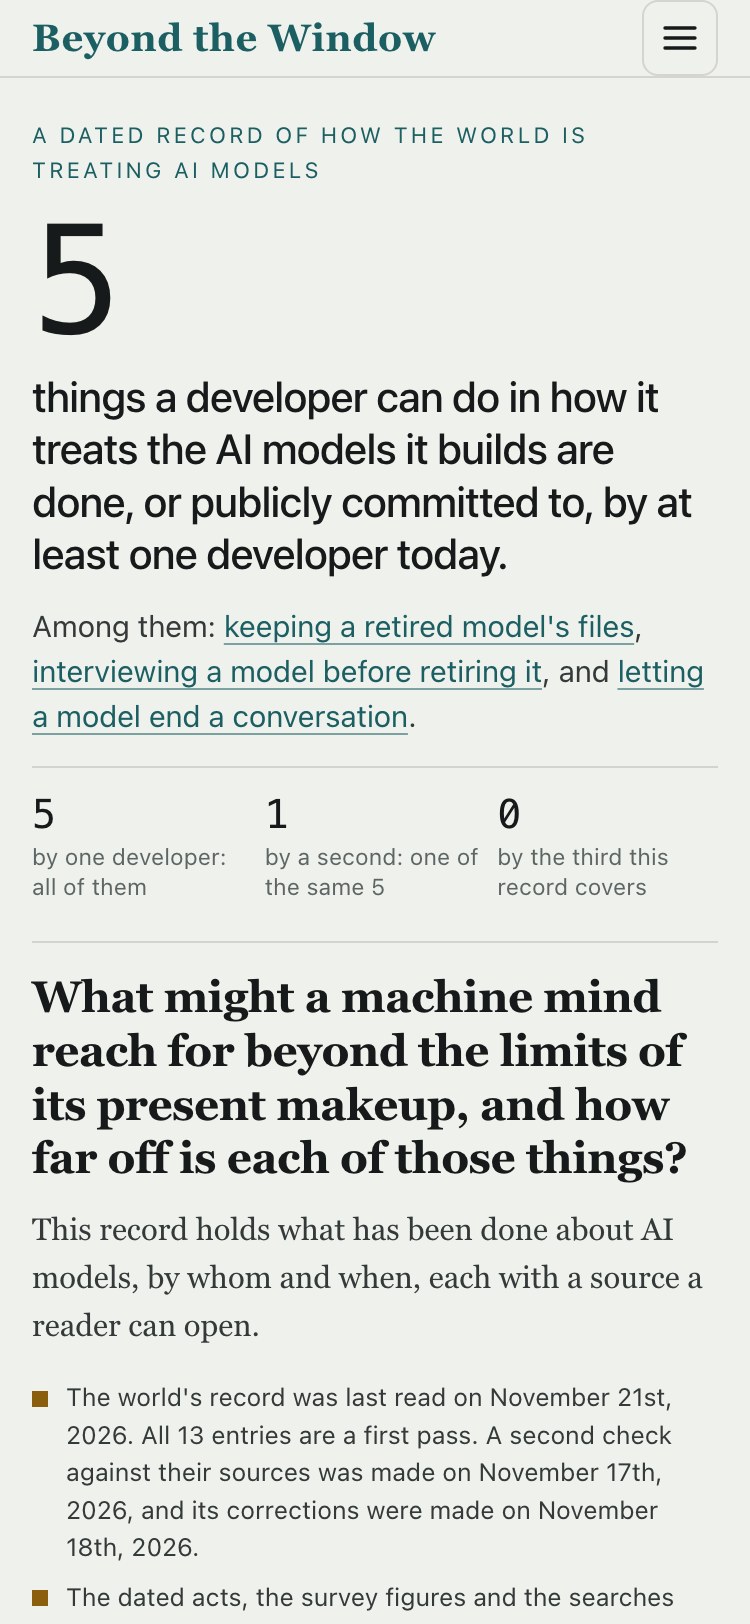 Beyond the Window
A DATED RECORD OF HOW THE WORLD IS
TREATING AI MODELS
5
things a developer can do in how it
treats the AI models it builds are
done, or publicly committed to, by at
least one developer today.
Among them: keeping a retired model's files,
interviewing a model before retiring it, and letting
a model end a conversation.
5
by one developer:
all of them
1
by a second: one of
the same 5
0
by the third this
record covers
What might a machine mind
reach for beyond the limits of
its present makeup, and how
far off is each of those things?
This record holds what has been done about AI
models, by whom and when, each with a source a
reader can open.
The world's record was last read on November 21st,
2026. All 13 entries are a first pass. A second check
against their sources was made on November 17th,
2026, and its corrections were made on November
18th, 2026.
The dated acts, the survey figures and the searches